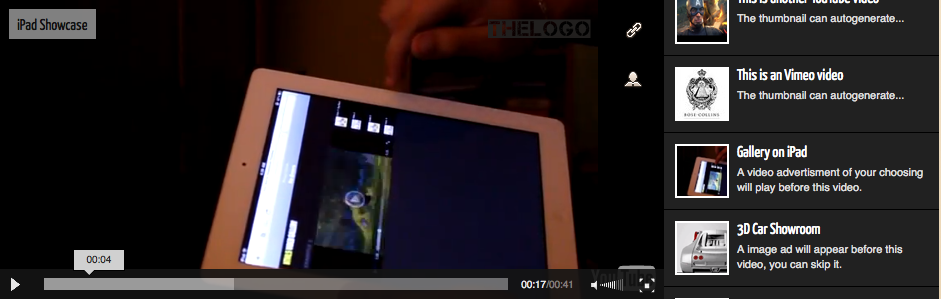 iPad Showcase
THELOGO
This is another YouTube video
The thumbnail can autogenerate...
This is an Vimeo video
The thumbnail can autogenerate...
ROSE COLLINS
Gallery on iPad
A video advertisment of your choosing
will play before this video.
3D Car Showroom
A image ad will appear before this
video, you can skip it.
00:04
00:17/00:41